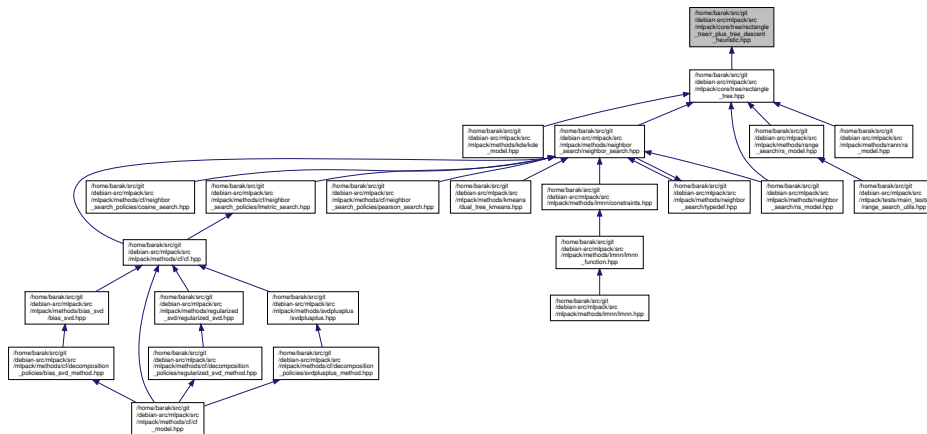 /home/barak/src/git
/debian-src/mlpack/src
/mlpack/core/tree/rectangle
_tree/r_plus_tree_descent
_heuristic.hpp
/home/barak/src/git
/debian-src/mlpack/src
/mlpack/core/tree/rectangle
_tree.hpp
/home/barak/src/git
/debian-src/mlpack/src
/mlpack/methods/kde/kde
_model.hpp
/home/barak/src/git
/debian-src/mlpack/src
/mlpack/methods/neighbor
_search/neighbor_search.hpp
/home/barak/src/git
/debian-src/mlpack/src
/mlpack/methods/range
_search/rs_model.hpp
/home/barak/src/git
/debian-src/mlpack/src
/mlpack/methods/rann/ra
_model.hpp
/home/barak/src/git
/debian-src/mlpack/src
/mlpack/methods/cf/neighbor
_search_policies/cosine_search.hpp
/home/barak/src/git
/debian-src/mlpack/src
/mlpack/methods/cf/neighbor
_search_policies/lmetric_search.hpp
/home/barak/src/git
/debian-src/mlpack/src
/mlpack/methods/cf/neighbor
_search_policies/pearson_search.hpp
/home/barak/src/git
/debian-src/mlpack/src
/mlpack/methods/kmeans
/dual_tree_kmeans.hpp
/home/barak/src/git
/debian-src/mlpack/src
/mlpack/methods/lmnn/constraints.hpp
/home/barak/src/git
/debian-src/mlpack/src
/mlpack/methods/neighbor
_search/typedef.hpp
/home/barak/src/git
/debian-src/mlpack/src
/mlpack/methods/neighbor
_search/ns_model.hpp
/home/barak/src/git
/debian-src/mlpack/src
/mlpack/tests/main_tests
/range_search_utils.hpp
/home/barak/src/git
/debian-src/mlpack/src
/mlpack/methods/cf/cf.hpp
/home/barak/src/git
/debian-src/mlpack/src
/mlpack/methods/lmnn/lmnn
_function.hpp
/home/barak/src/git
/debian-src/mlpack/src
/mlpack/methods/bias_svd
/bias_svd.hpp
/home/barak/src/git
/debian-src/mlpack/src
/mlpack/methods/regularized
_svd/regularized_svd.hpp
/home/barak/src/git
/debian-src/mlpack/src
/mlpack/methods/svdplusplus
/svdplusplus.hpp
/home/barak/src/git
/debian-src/mlpack/src
/mlpack/methods/lmnn/lmnn.hpp
/home/barak/src/git
/debian-src/mlpack/src
/mlpack/methods/cf/decomposition
_policies/bias_svd_method.hpp
/home/barak/src/git
/debian-src/mlpack/src
/mlpack/methods/cf/decomposition
_policies/regularized_svd_method.hpp
/home/barak/src/git
/debian-src/mlpack/src
/mlpack/methods/cf/decomposition
_policies/svdplusplus_method.hpp
/home/barak/src/git
/debian-src/mlpack/src
/mlpack/methods/cf/cf
_model.hpp